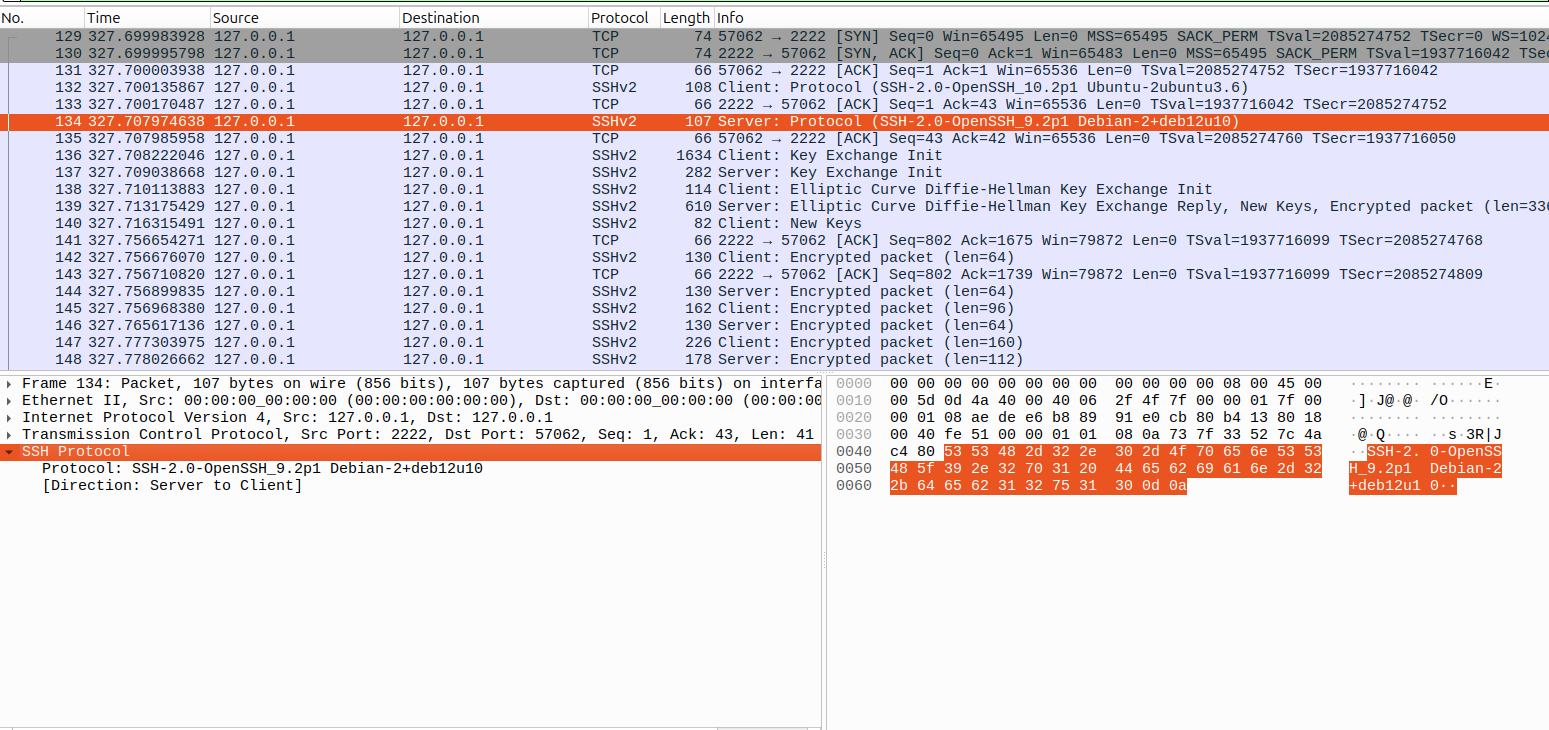 No. Time Source Destination Protocol Length Info
129 327.699983928 127.0.0.1 127.0.0.1 TCP 74 57062 → 2222 [SYN] Seq=0 Win=65495 Len=0 MSS=65495 SACK_PERM TSval=2085274752 TSecr=0 WS=1024
130 327.699995798 127.0.0.1 127.0.0.1 TCP 74 2222 → 57062 [SYN, ACK] Seq=0 Ack=1 Win=65483 Len=0 MSS=65495 SACK_PERM TSval=1937716042 TSec
131 327.700003938 127.0.0.1 127.0.0.1 TCP 66 57062 → 2222 [ACK] Seq=1 Ack=1 Win=65536 Len=0 TSval=2085274752 TSecr=1937716042
132 327.700135867 127.0.0.1 127.0.0.1 SSHv2 108 Client: Protocol (SSH-2.0-OpenSSH_10.2p1 Ubuntu-2ubuntu3.6)
133 327.700170487 127.0.0.1 127.0.0.1 TCP 66 2222 → 57062 [ACK] Seq=1 Ack=43 Win=65536 Len=0 TSval=1937716042 TSecr=2085274752
134 327.707974638 127.0.0.1 127.0.0.1 SSHv2 107 Server: Protocol (SSH-2.0-OpenSSH_9.2p1 Debian-2+deb12u10)
135 327.707985958 127.0.0.1 127.0.0.1 TCP 66 57062 → 2222 [ACK] Seq=43 Ack=42 Win=65536 Len=0 TSval=2085274760 TSecr=1937716050
136 327.708222046 127.0.0.1 127.0.0.1 SSHv2 1634 Client: Key Exchange Init
137 327.709038668 127.0.0.1 127.0.0.1 SSHv2 282 Server: Key Exchange Init
138 327.710113883 127.0.0.1 127.0.0.1 SSHv2 114 Client: Elliptic Curve Diffie-Hellman Key Exchange Init
139 327.713175429 127.0.0.1 127.0.0.1 SSHv2 610 Server: Elliptic Curve Diffie-Hellman Key Exchange Reply, New Keys, Encrypted packet (len=336
140 327.716315491 127.0.0.1 127.0.0.1 SSHv2 82 Client: New Keys
141 327.756654271 127.0.0.1 127.0.0.1 TCP 66 2222 → 57062 [ACK] Seq=802 Ack=1675 Win=79872 Len=0 TSval=1937716099 TSecr=2085274768
142 327.756676070 127.0.0.1 127.0.0.1 SSHv2 130 Client: Encrypted packet (len=64)
143 327.756710820 127.0.0.1 127.0.0.1 TCP 66 2222 → 57062 [ACK] Seq=802 Ack=1739 Win=79872 Len=0 TSval=1937716099 TSecr=2085274809
144 327.756899835 127.0.0.1 127.0.0.1 SSHv2 130 Server: Encrypted packet (len=64)
145 327.756968380 127.0.0.1 127.0.0.1 SSHv2 162 Client: Encrypted packet (len=96)
146 327.765617136 127.0.0.1 127.0.0.1 SSHv2 130 Server: Encrypted packet (len=64)
147 327.777303975 127.0.0.1 127.0.0.1 SSHv2 226 Client: Encrypted packet (len=160)
148 327.778026662 127.0.0.1 127.0.0.1 SSHv2 178 Server: Encrypted packet (len=112)
Frame 134: Packet, 107 bytes on wire (856 bits), 107 bytes captured (856 bits) on interfa
Ethernet II, Src: 00:00:00_00:00:00 (00:00:00:00:00:00), Dst: 00:00:00_00:00:00 (00:00:00
Internet Protocol Version 4, Src: 127.0.0.1, Dst: 127.0.0.1
Transmission Control Protocol, Src Port: 2222, Dst Port: 57062, Seq: 1, Ack: 43, Len: 41
SSH Protocol
Protocol: SSH-2.0-OpenSSH_9.2p1 Debian-2+deb12u10
[Direction: Server to Client]
0000 00 00 00 00 00 00 00 00 00 00 00 00 08 00 45 00 ········ ······E·
0010 00 5d 0d 4a 40 00 40 06 2f 4f 7f 00 00 01 7f 00 ·]·J@·@· /O······
0020 00 01 08 ae de e6 b8 89 91 e0 cb 80 b4 13 80 18 ········ ········
0030 00 40 fe 51 00 00 01 01 08 0a 73 7f 33 52 7c 4a ·@·Q···· ··s·3R|J
0040 c4 80 53 53 48 2d 32 2e 30 2d 4f 70 65 6e 53 53 ··SSH-2. 0-OpenSS
0050 48 5f 39 2e 32 70 31 20 44 65 62 69 61 6e 2d 32 H_9.2p1 Debian-2
0060 2b 64 65 62 31 32 75 31 30 0d 0a +deb12u1 0··